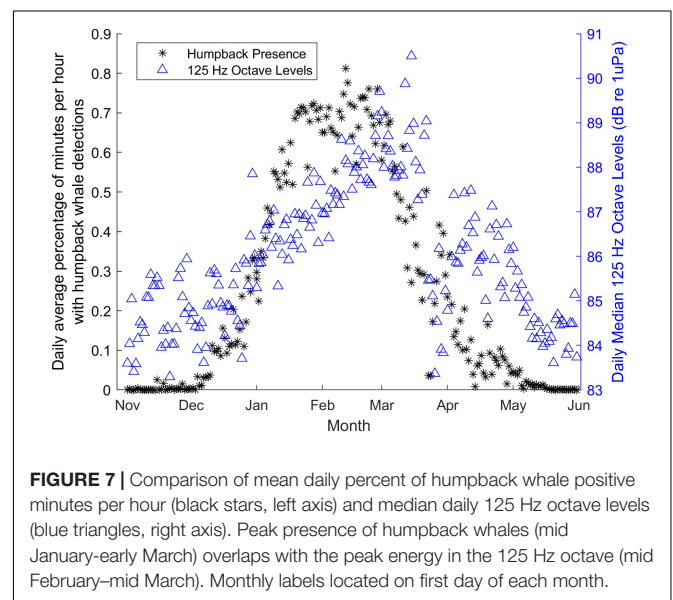 Humpback Presence
125 Hz Octave Levels
Daily average percentage of minutes per hour
with humpback whale detections
0.9
0.8
0.7
0.6
0.5
0.4
0.3
0.2
0.1
0
Daily Median 125 Hz Octave Levels (dB re 1uPa)
91
90
89
88
87
86
85
84
83
Nov Dec Jan Feb Mar Apr May Jun
Month
FIGURE 7 | Comparison of mean daily percent of humpback whale positive
minutes per hour (black stars, left axis) and median daily 125 Hz octave levels
(blue triangles, right axis). Peak presence of humpback whales (mid
January-early March) overlaps with the peak energy in the 125 Hz octave (mid
February–mid March). Monthly labels located on first day of each month.